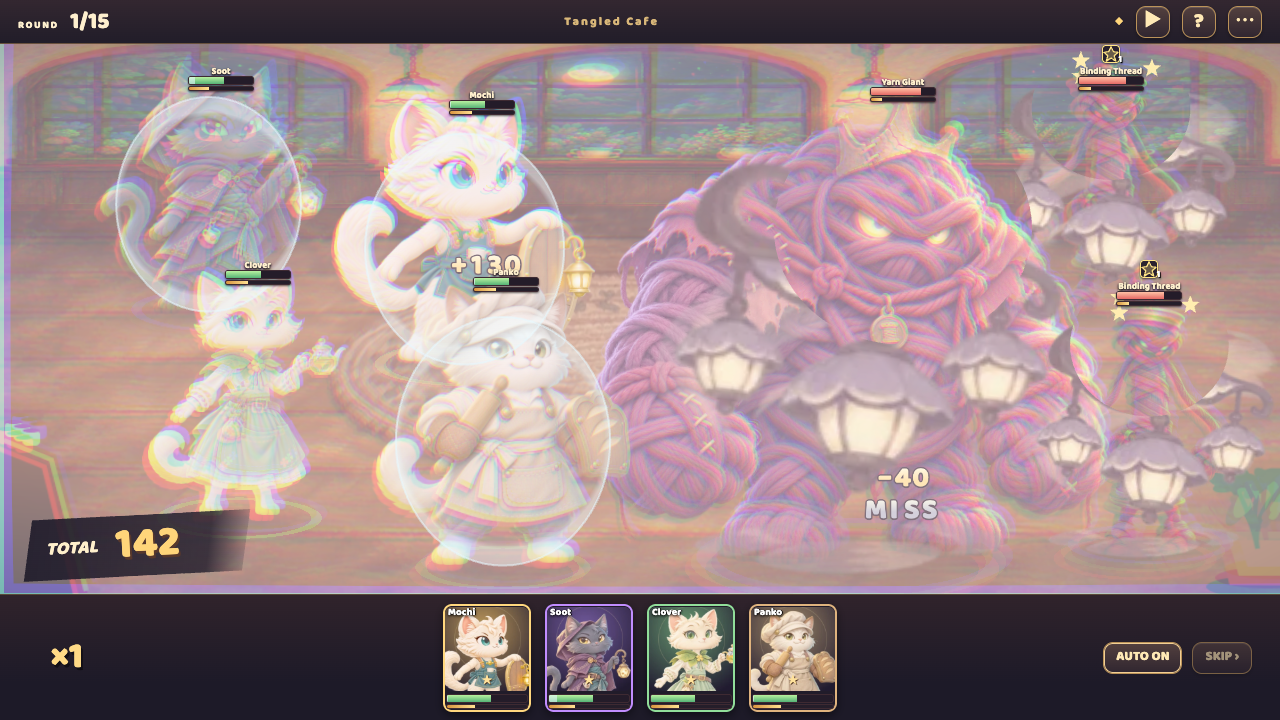 ROUND 1/15
Tangled Cafe
?
Soot
Mochi
Yarn Giant
Binding Thread
Clover
+130
Panko
Binding Thread
-40
MISS
TOTAL 142
×1
Mochi
Soot
Clover
Panko
AUTO ON
SKIP ›